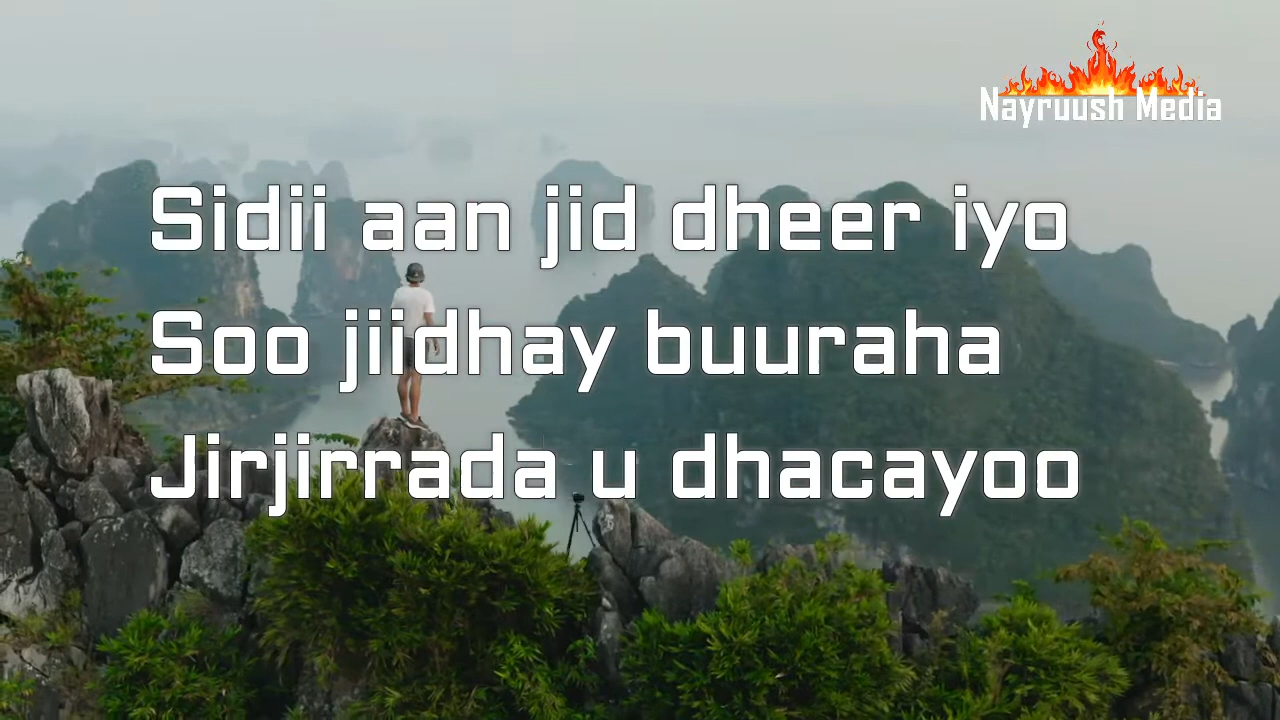 Nayruush Media
Sidii aan jid dheer iyo
Soo jiidhay buuraha
Jirjirrada u dhacayoo